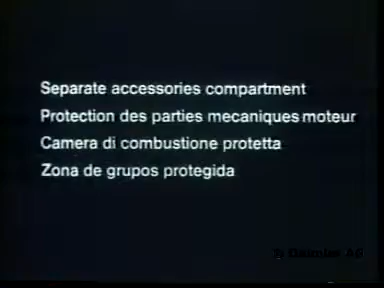 Separate accessories compartment
Protection des parties mecaniques moteur
Camera di combustione protetta
Zona de grupos protegida
© Daimler AG